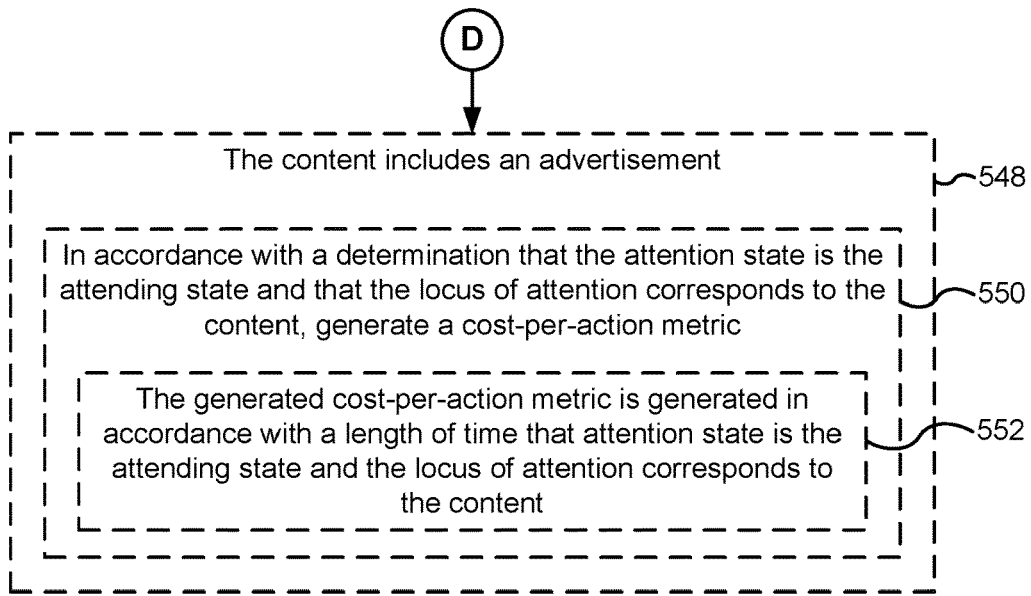 D
The content includes an advertisement
548
In accordance with a determination that the attention state is the
attending state and that the locus of attention corresponds to the
content, generate a cost-per-action metric
550
The generated cost-per-action metric is generated in
accordance with a length of time that attention state is the
attending state and the locus of attention corresponds to
the content
552